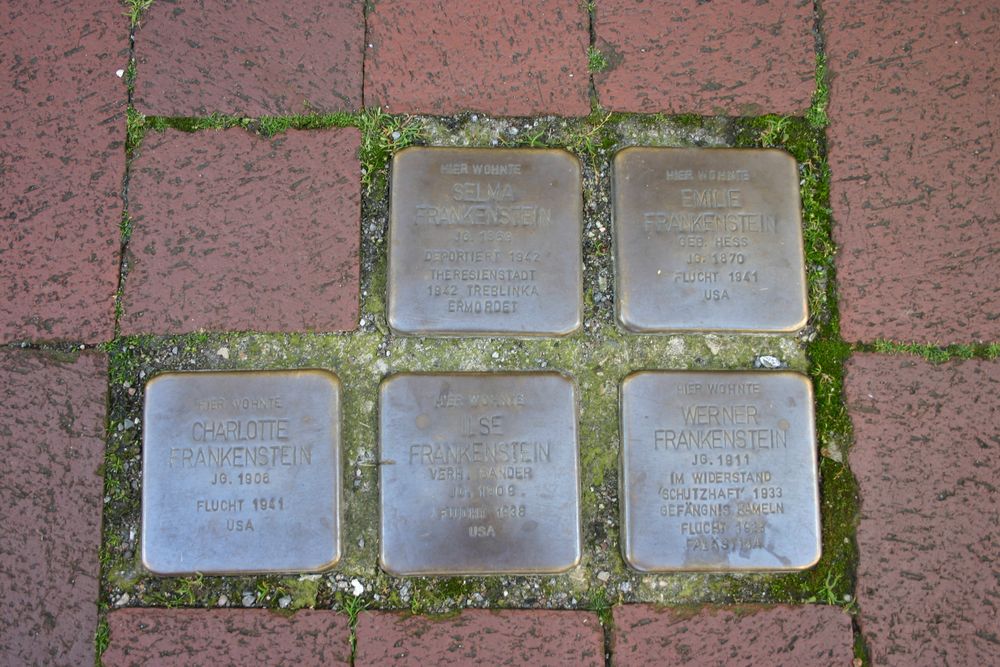 HIER WOHNTE
SELMA
FRANKENSTEIN
JG.
DEPORTIERT 1942
THERESIENSTADT
1942 TREBLINKA
ERMORDET
HIER WOHNTE
EMILIE
FRANKENSTEIN
GEB. HESS
JG. 1870
FLUCHT 1941
USA
HIER WOHNTE
CHARLOTTE
FRANKENSTEIN
JG. 1906
FLUCHT 1941
USA
HIER WOHNTE
ILSE
FRANKENSTEIN
VERH. SANDER
JG. 1909
FLUCHT 1938
USA
HIER WOHNTE
WERNER
FRANKENSTEIN
JG. 1911
IM WIDERSTAND
'SCHUTZHAFT' 1933
GEFÄNGNIS HAMELN
FLUCHT
PALÄSTINA